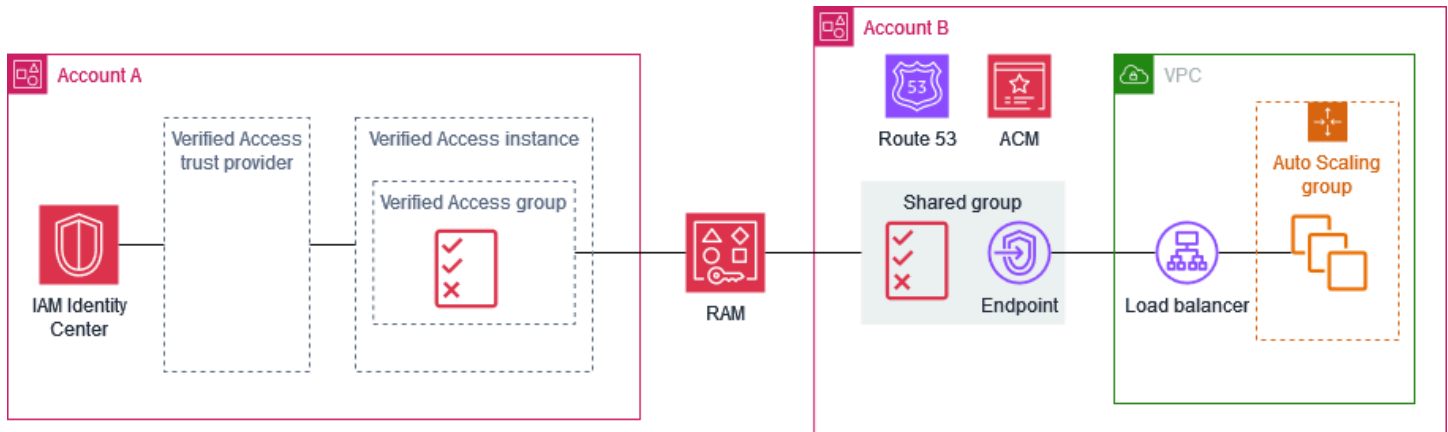 Account A
Verified Access
trust provider
Verified Access instance
Verified Access group
IAM Identity
Center
RAM
Account B
53
Route 53
ACM
Shared group
Endpoint
VPC
Load balancer
Auto Scaling
group